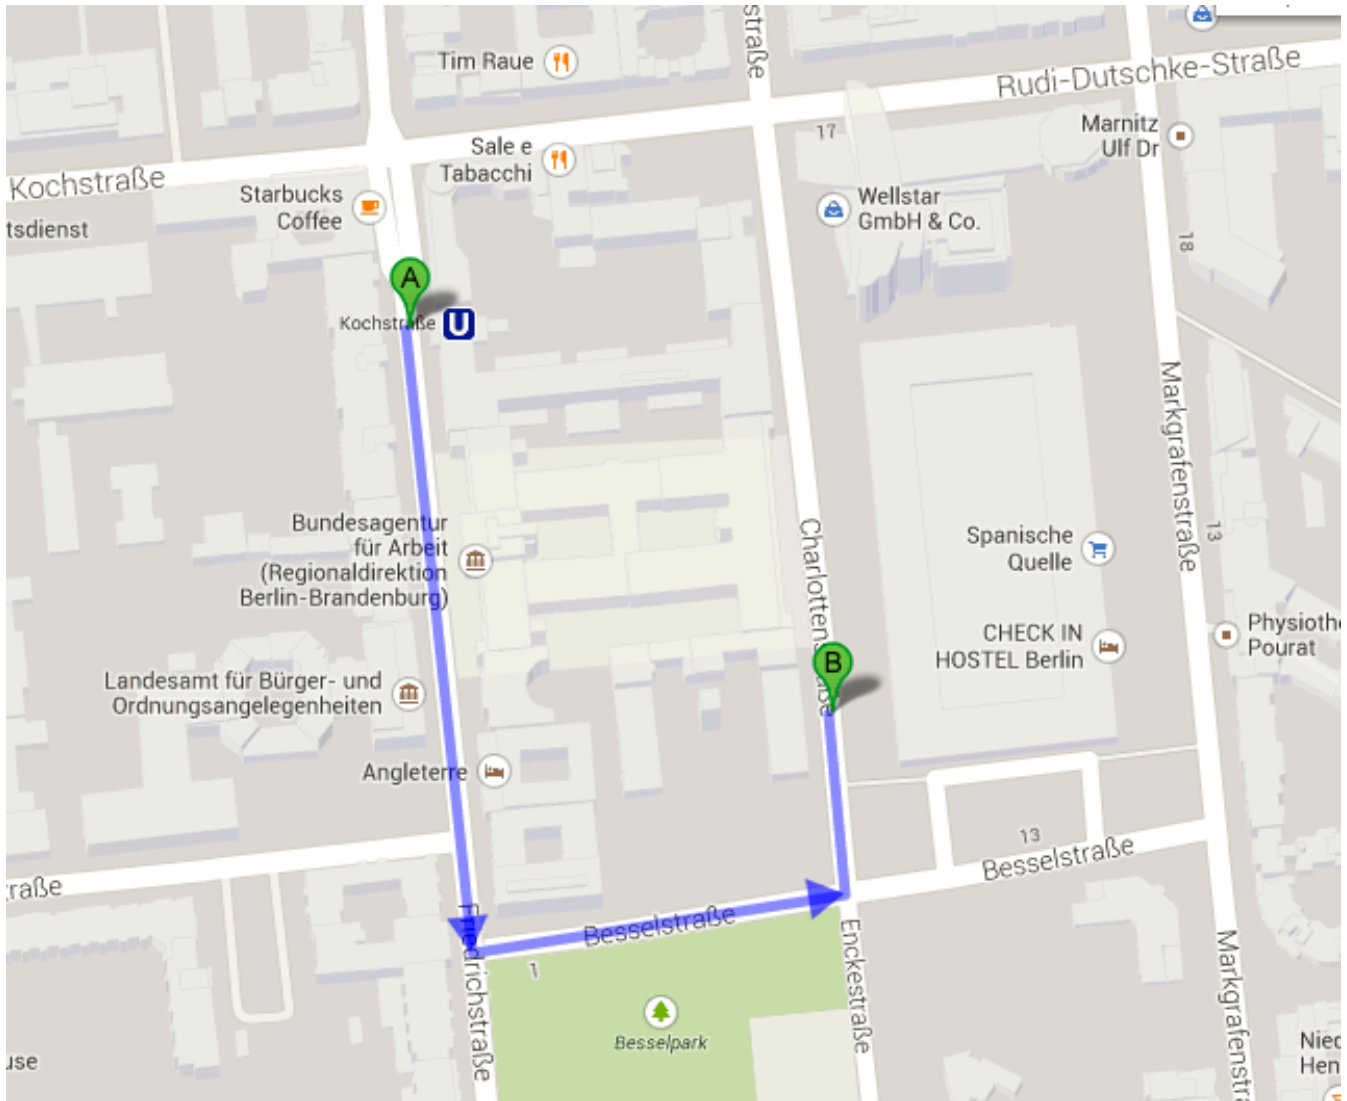 straße
Tim Raue
Rudi-Dutschke-Straße
17
Marnitz
Ulf Dr
Sale e
Tabacchi
Kochstraße
Starbucks
Coffee
Wellstar
GmbH & Co.
tsdienst
18
A
Kochstraße
U
Markgrafenstraße
Bundesagentur
für Arbeit
(Regionaldirektion
Berlin-Brandenburg)
Charlottenstraße
Spanische
Quelle
13
CHECK IN
HOSTEL Berlin
Physioth
Pourat
B
Landesamt für Bürger- und
Ordnungsangelegenheiten
Angleterre
13
Besselstraße
traße
Friedrichstraße
Besselstraße
1
Enckestraße
Markgrafenstra
Besselpark
use
Nied
Hen